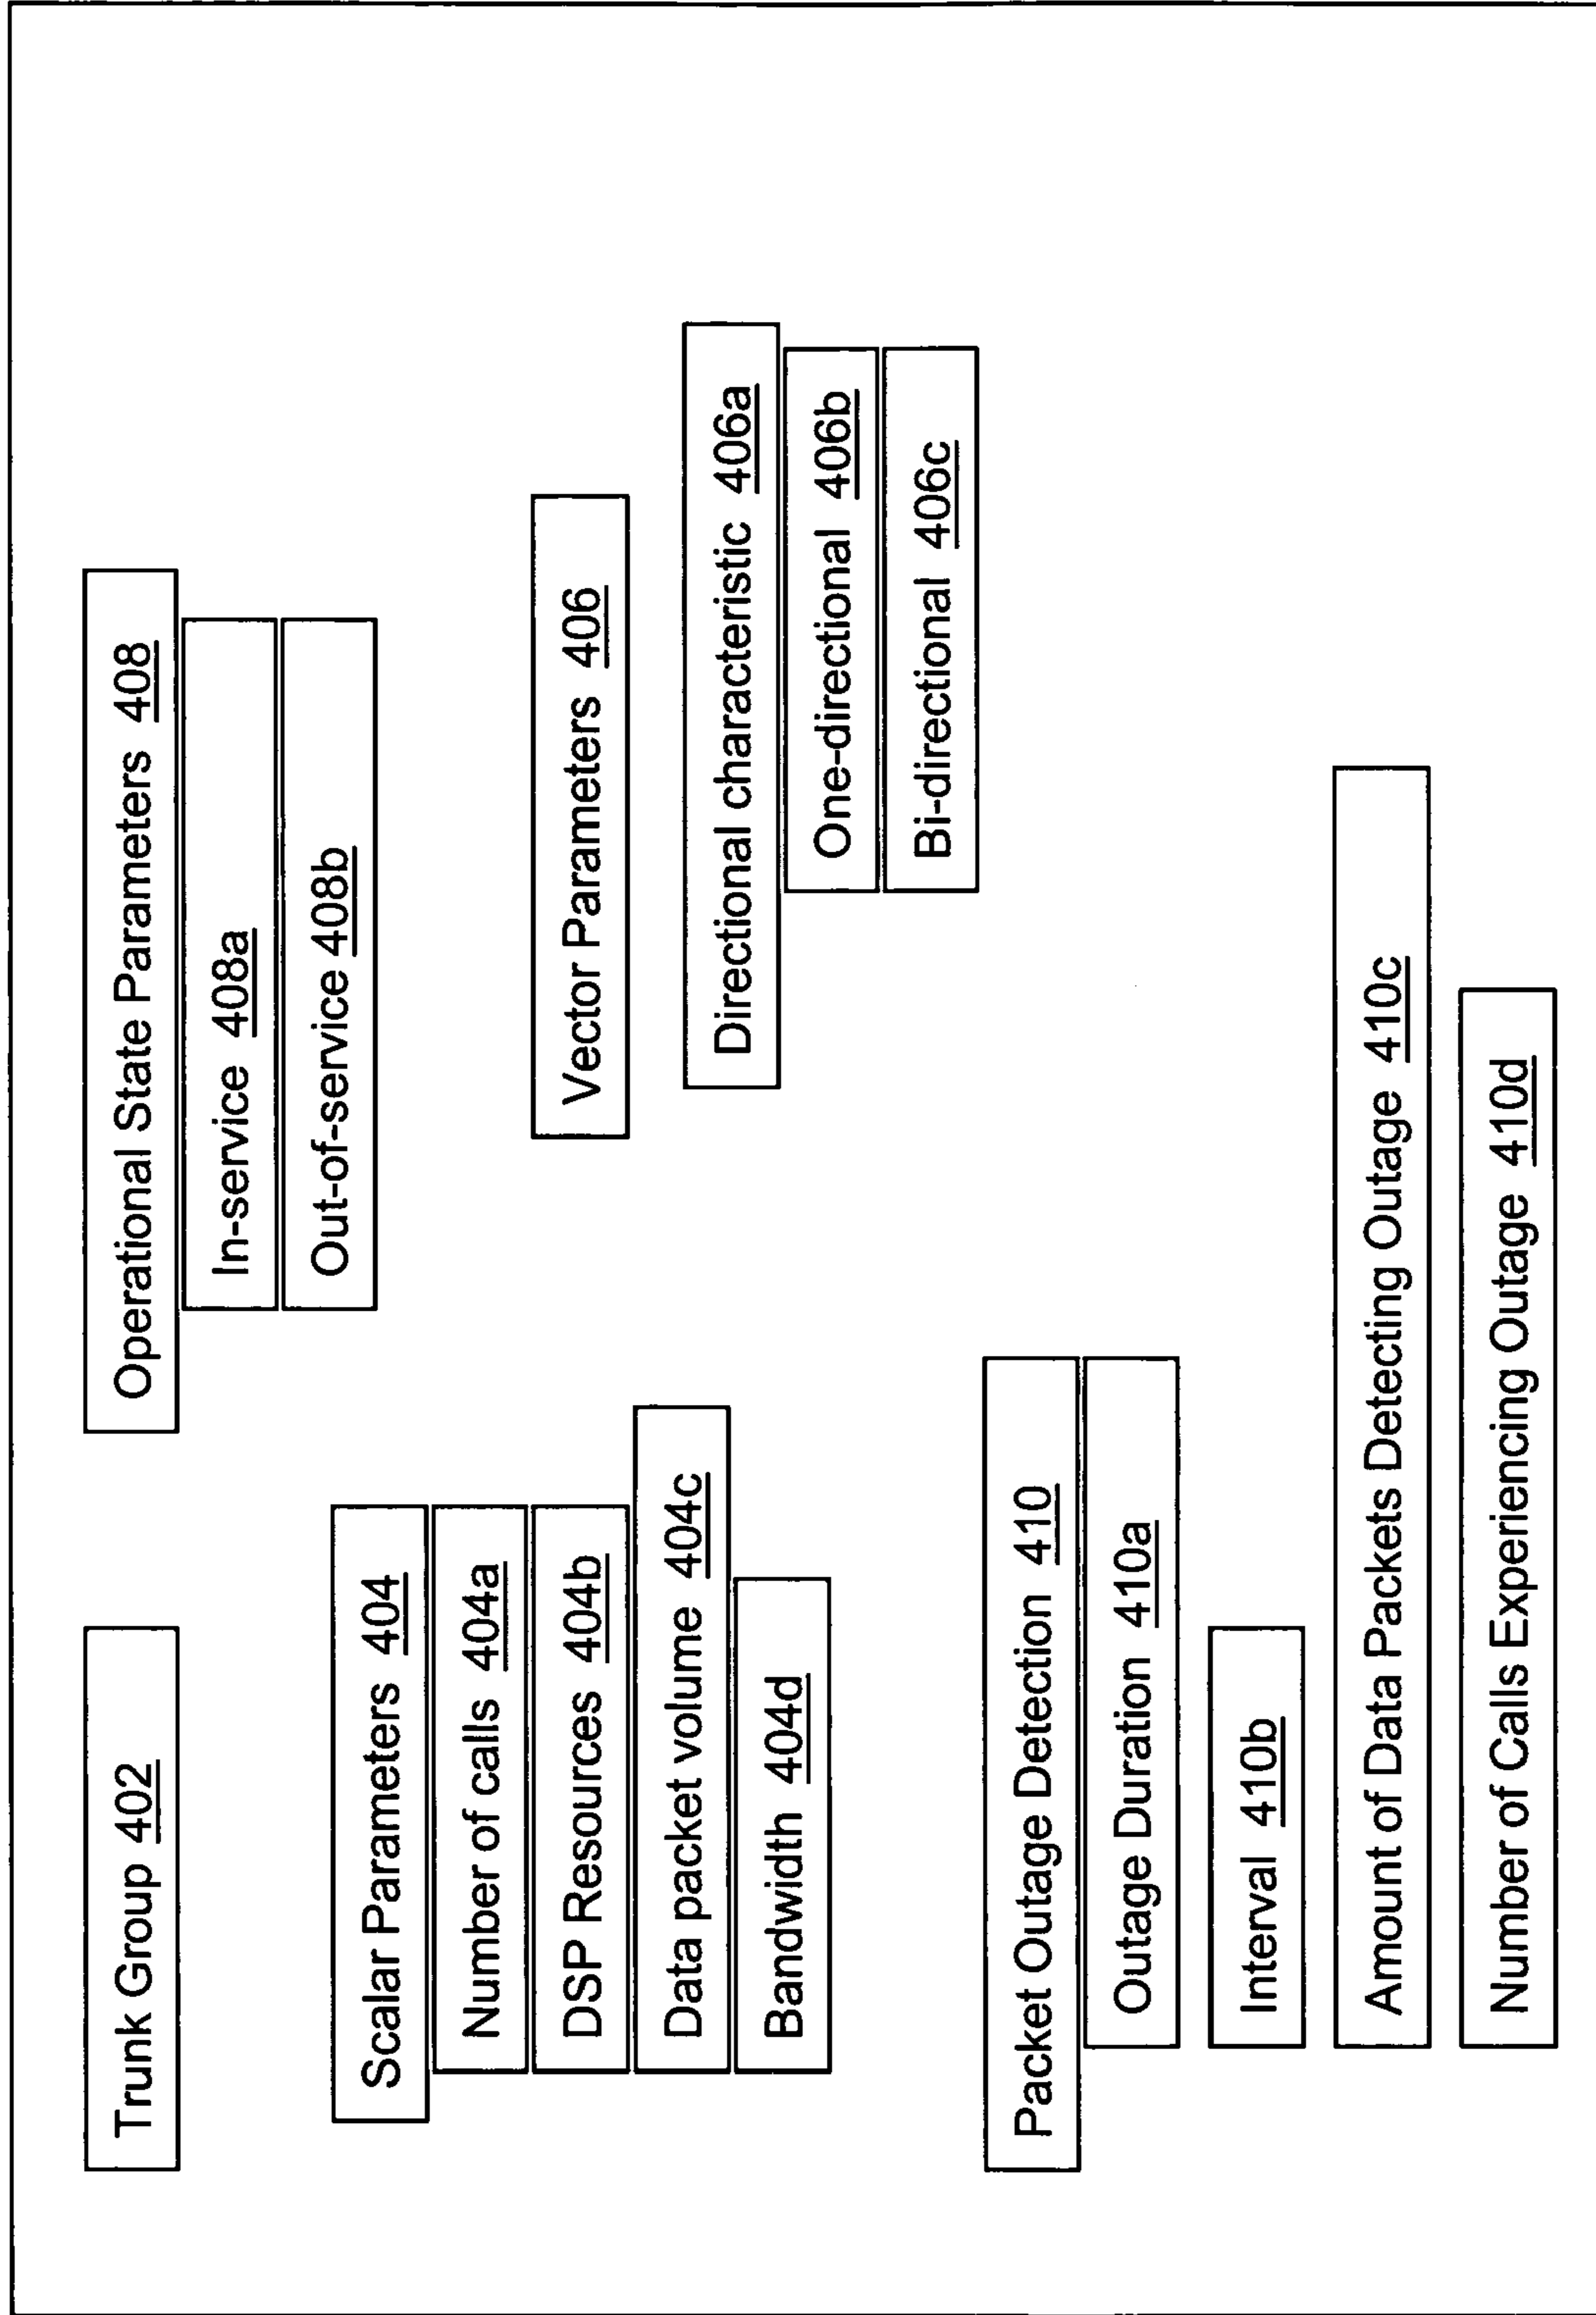 Trunk Group 402
Operational State Parameters 408
In-service 408a
Out-of-service 408b
Scalar Parameters 404
Number of calls 404a
DSP Resources 404b
Data packet volume 404c
Bandwidth 404d
Vector Parameters 406
Directional characteristic 406a
One-directional 406b
Bi-directional 406c
Packet Outage Detection 410
Outage Duration 410a
Interval 410b
Amount of Data Packets Detecting Outage 410c
Number of Calls Experiencing Outage 410d